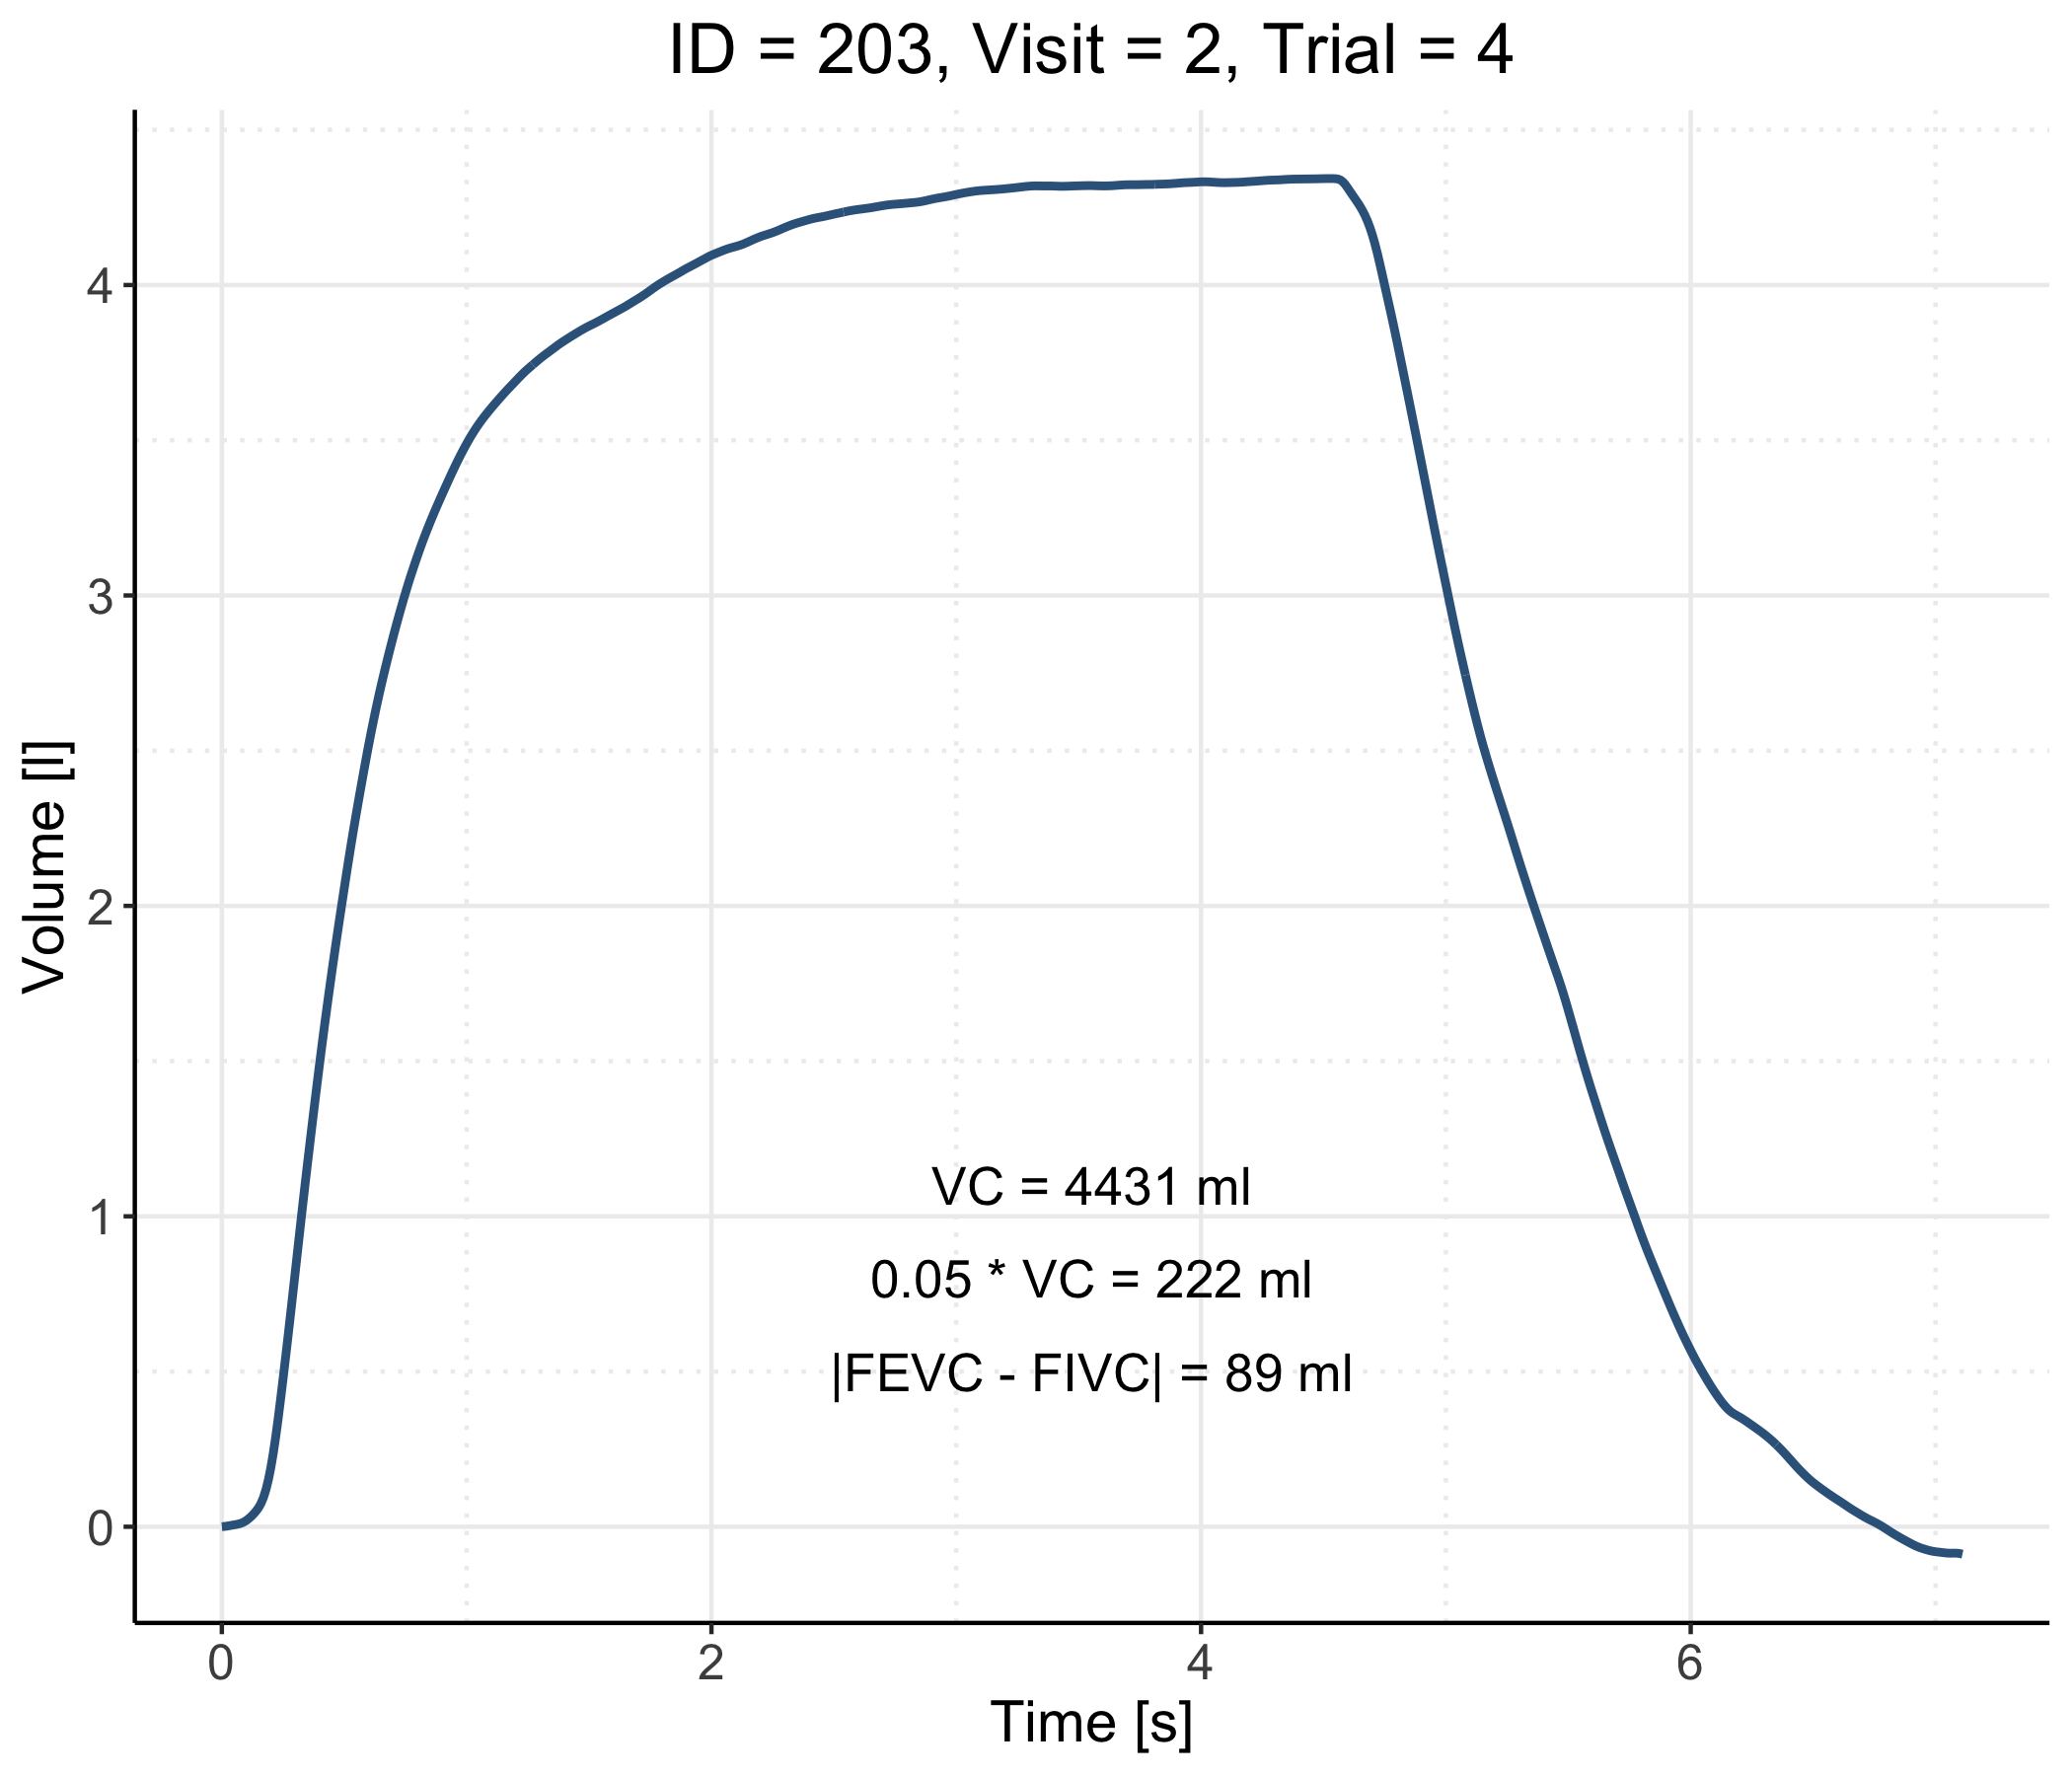 ID = 203, Visit = 2, Trial = 4
Volume [l]
4
3
2
1
0
VC = 4431 ml
0.05 * VC = 222 ml
|FEVC - FIVC| = 89 ml
0 2 4 6
Time [s]